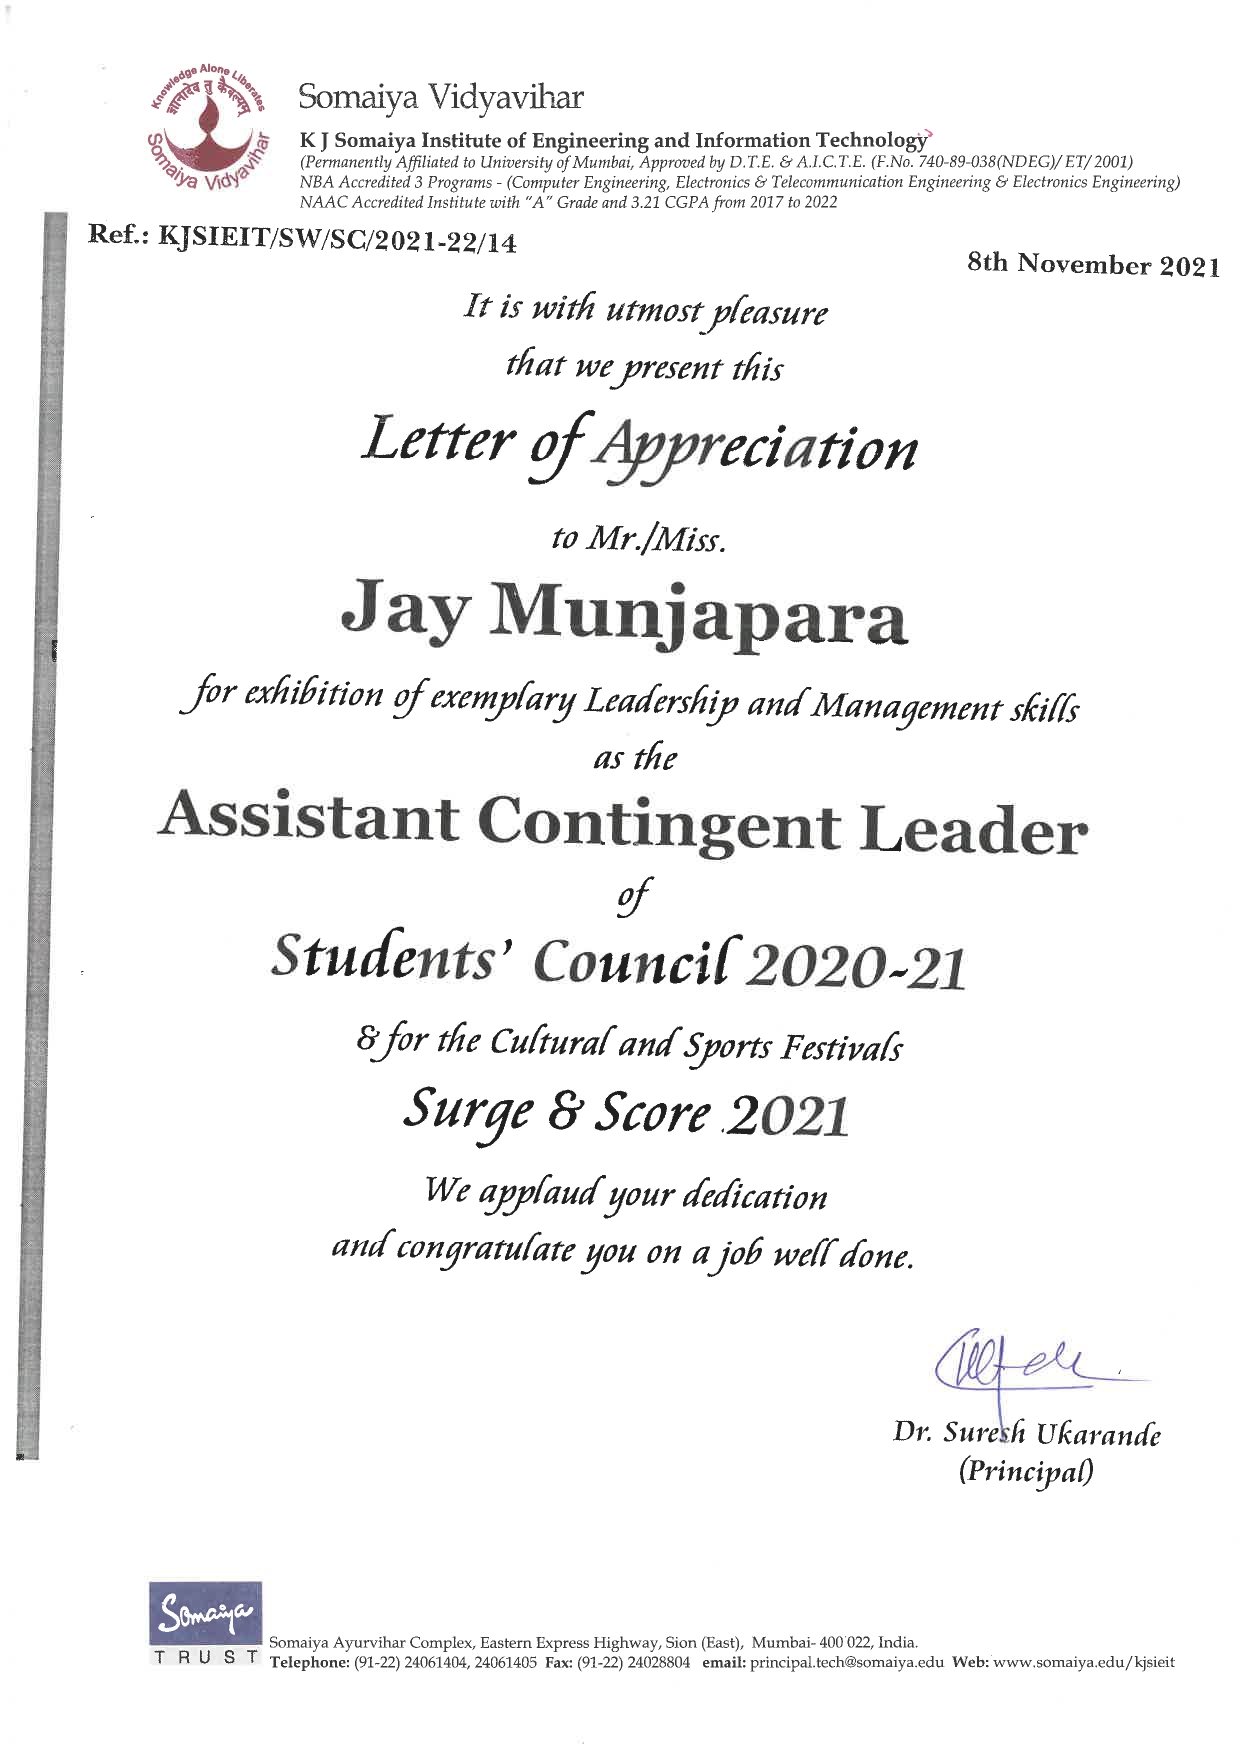 Knowledge Alone Liberates
ज्ञानादेव तु कैवल्यम्
Somaiya Vidyavihar
Somaiya Vidyavihar
K J Somaiya Institute of Engineering and Information Technology
(Permanently Affiliated to University of Mumbai, Approved by D.T.E. & A.I.C.T.E. (F.No. 740-89-038(NDEG)/ ET/ 2001)
NBA Accredited 3 Programs - (Computer Engineering, Electronics & Telecommunication Engineering & Electronics Engineering)
NAAC Accredited Institute with "A" Grade and 3.21 CGPA from 2017 to 2022
Ref.: KJSIEIT/SW/SC/2021-22/14
8th November 2021
It is with utmost pleasure
that we present this
Letter of Appreciation
to Mr./Miss.
Jay Munjapara
for exhibition of exemplary Leadership and Management skills
as the
Assistant Contingent Leader
of
Students' Council 2020-21
& for the Cultural and Sports Festivals
Surge & Score 2021
We applaud your dedication
and congratulate you on a job well done.
Dr. Suresh Ukarande
(Principal)
Somaiya
TRUST
Somaiya Ayurvihar Complex, Eastern Express Highway, Sion (East), Mumbai- 400 022, India.
Telephone: (91-22) 24061404, 24061405 Fax: (91-22) 24028804 email: principal.tech@somaiya.edu Web: www.somaiya.edu/kjsieit